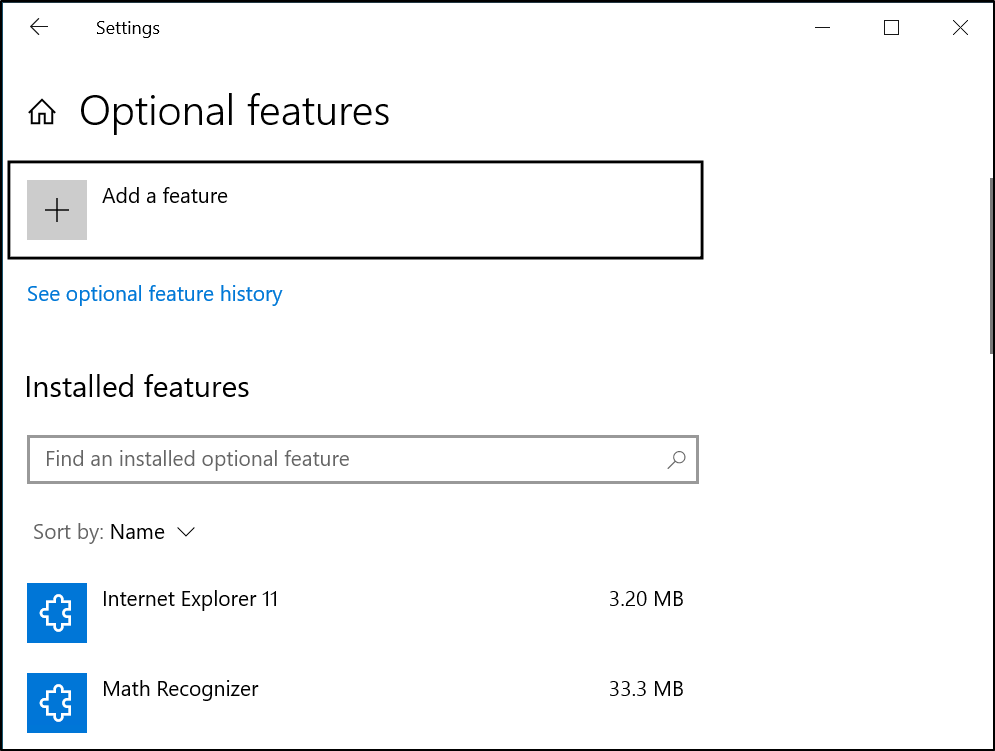 Settings
Optional features
Add a feature
See optional feature history
Installed features
Find an installed optional feature
Sort by: Name
Internet Explorer 11 3.20 MB
Math Recognizer 33.3 MB